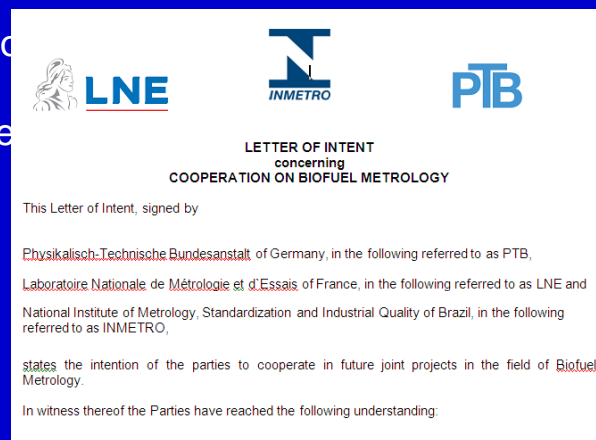 LNE
INMETRO
PTB
LETTER OF INTENT
concerning
COOPERATION ON BIOFUEL METROLOGY
This Letter of Intent, signed by
Physikalisch-Technische Bundesanstalt of Germany, in the following referred to as PTB,
Laboratoire Nationale de Métrologie et d`Essais of France, in the following referred to as LNE and
National Institute of Metrology, Standardization and Industrial Quality of Brazil, in the following
referred to as INMETRO,
states the intention of the parties to cooperate in future joint projects in the field of Biofuel
Metrology.
In witness thereof the Parties have reached the following understanding: